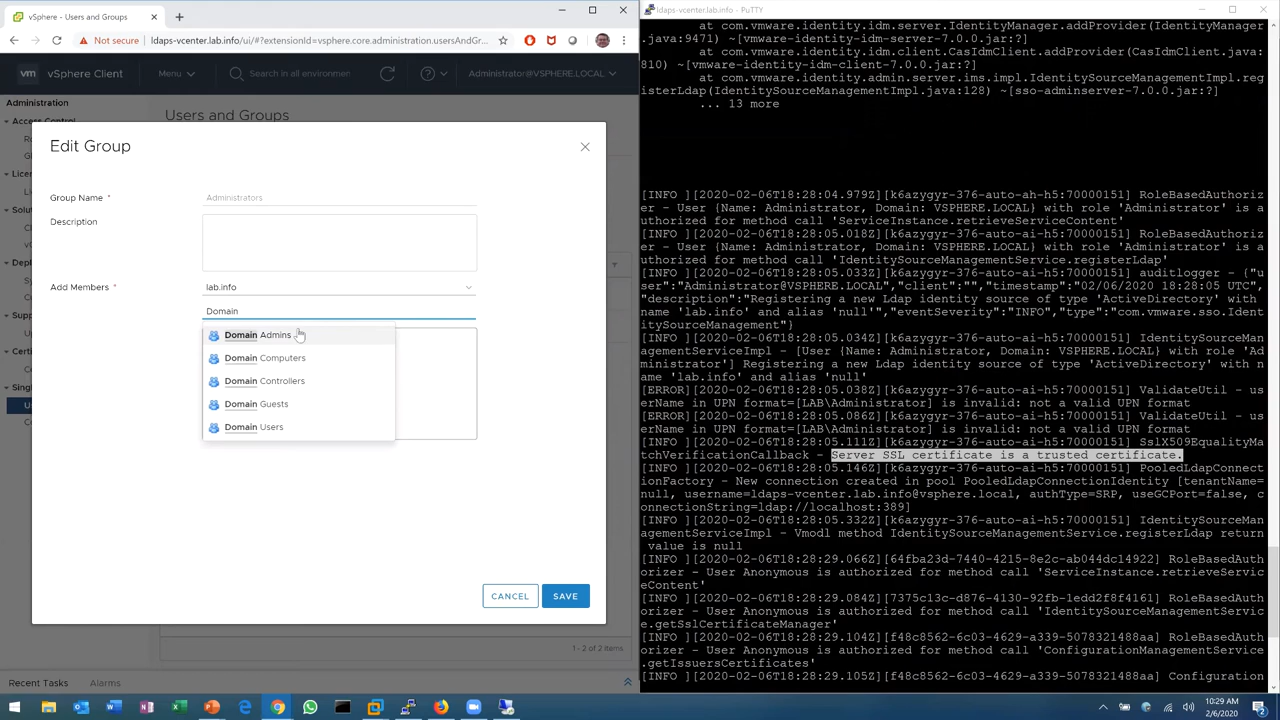 vSphere - Users and Groups
Not secure
ldaps-vcenter.lab.info/ui/#?extensionId=vsphere.core.administration.usersAndGr...
vm vSphere Client
Menu
Search in all environmen
Administrator@VSPHERE.LOCAL
Administration
Access Control
Users and Groups
Edit Group
Group Name *
Administrators
Description
Add Members *
lab.info
Domain
Domain Admins
Domain Computers
Domain Controllers
Domain Guests
Domain Users
CANCEL
SAVE
1 - 2 of 2 items
Recent Tasks
Alarms
ldaps-vcenter.lab.info - PuTTY
at com.vmware.identity.idm.server.IdentityManager.addProvider(IdentityManager
.java:9471) ~[vmware-identity-idm-server-7.0.0.jar:?]
at com.vmware.identity.idm.client.CasIdmClient.addProvider(CasIdmClient.java:
810) ~[vmware-identity-idm-client-7.0.0.jar:?]
at com.vmware.identity.admin.server.ims.impl.IdentitySourceManagementImpl.reg
isterLdap(IdentitySourceManagementImpl.java:128) ~[sso-adminserver-7.0.0.jar:?]
... 13 more
[INFO ][2020-02-06T18:28:04.979Z][k6azygyr-376-auto-ah-h5:70000151] RoleBasedAuthoriz
er - User {Name: Administrator, Domain: VSPHERE.LOCAL} with role 'Administrator' is a
uthorized for method call 'ServiceInstance.retrieveServiceContent'
[INFO ][2020-02-06T18:28:05.018Z][k6azygyr-376-auto-ai-h5:70000151] RoleBasedAuthoriz
er - User {Name: Administrator, Domain: VSPHERE.LOCAL} with role 'Administrator' is a
uthorized for method call 'IdentitySourceManagementService.registerLdap'
[INFO ][2020-02-06T18:28:05.033Z][k6azygyr-376-auto-ai-h5:70000151] auditlogger - {"u
ser":"Administrator@VSPHERE.LOCAL","client":"","timestamp":"02/06/2020 18:28:05 UTC",
"description":"Registering a new Ldap identity source of type 'ActiveDirectory' with
name 'lab.info' and alias 'null'","eventSeverity":"INFO","type":"com.vmware.sso.Ident
itySourceManagement"}
[INFO ][2020-02-06T18:28:05.034Z][k6azygyr-376-auto-ai-h5:70000151] IdentitySourceMan
agementServiceImpl - [User {Name: Administrator, Domain: VSPHERE.LOCAL} with role 'Ad
ministrator'] Registering a new Ldap identity source of type 'ActiveDirectory' with n
ame 'lab.info' and alias 'null'
[ERROR][2020-02-06T18:28:05.038Z][k6azygyr-376-auto-ai-h5:70000151] ValidateUtil - us
erName in UPN format=[LAB\Administrator] is invalid: not a valid UPN format
[ERROR][2020-02-06T18:28:05.086Z][k6azygyr-376-auto-ai-h5:70000151] ValidateUtil - us
erName in UPN format=[LAB\Administrator] is invalid: not a valid UPN format
[INFO ][2020-02-06T18:28:05.111Z][k6azygyr-376-auto-ai-h5:70000151] SslX509EqualityMa
tchVerificationCallback - Server SSL certificate is a trusted certificate.
[INFO ][2020-02-06T18:28:05.146Z][k6azygyr-376-auto-ai-h5:70000151] PooledLdapConnect
ionFactory - New connection created in pool PooledLdapConnectionIdentity [tenantName=
null, username=ldaps-vcenter.lab.info@vsphere.local, authType=SRP, useGCPort=false, c
onnectionString=ldap://localhost:389]
[INFO ][2020-02-06T18:28:05.332Z][k6azygyr-376-auto-ai-h5:70000151] IdentitySourceMan
agementServiceImpl - Vmodl method IdentitySourceManagementService.registerLdap return
value is null
[INFO ][2020-02-06T18:28:29.066Z][64fba23d-7440-4215-8e2c-ab044dc14922] RoleBasedAuth
orizer - User Anonymous is authorized for method call 'ServiceInstance.retrieveServic
eContent'
[INFO ][2020-02-06T18:28:29.084Z][7375c13c-d876-4130-92fb-1edd2f8f4161] RoleBasedAuth
orizer - User Anonymous is authorized for method call 'IdentitySourceManagementServic
e.getSslCertificateManager'
[INFO ][2020-02-06T18:28:29.104Z][f48c8562-6c03-4629-a339-5078321488aa] RoleBasedAuth
orizer - User Anonymous is authorized for method call 'ConfigurationManagementService
.getIssuersCertificates'
[INFO ][2020-02-06T18:28:29.105Z][f48c8562-6c03-4629-a339-5078321488aa] Configuration
10:29 AM
2/6/2020